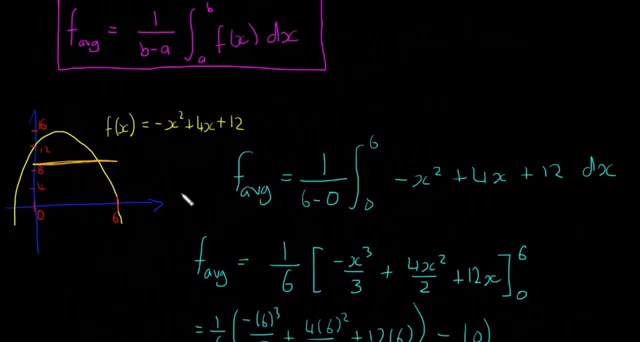 f_avg = 1/(b-a) ∫_a^b f(x) dx
f(x) = -x² + 4x + 12
16
12
8
4
0
6
f_avg = 1/(6-0) ∫_0^6 -x² + 4x + 12 dx
f_avg = 1/6 [ -x³/3 + 4x²/2 + 12x ]_0^6